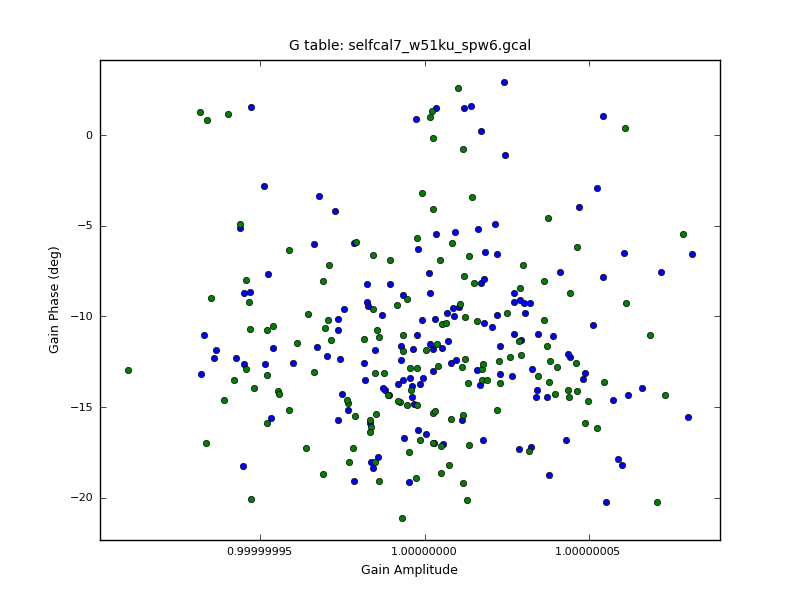 G table: selfcal7_w51ku_spw6.gcal
Gain Phase (deg)
0
−5
−10
−15
−20
0.99999995
1.00000000
1.00000005
Gain Amplitude